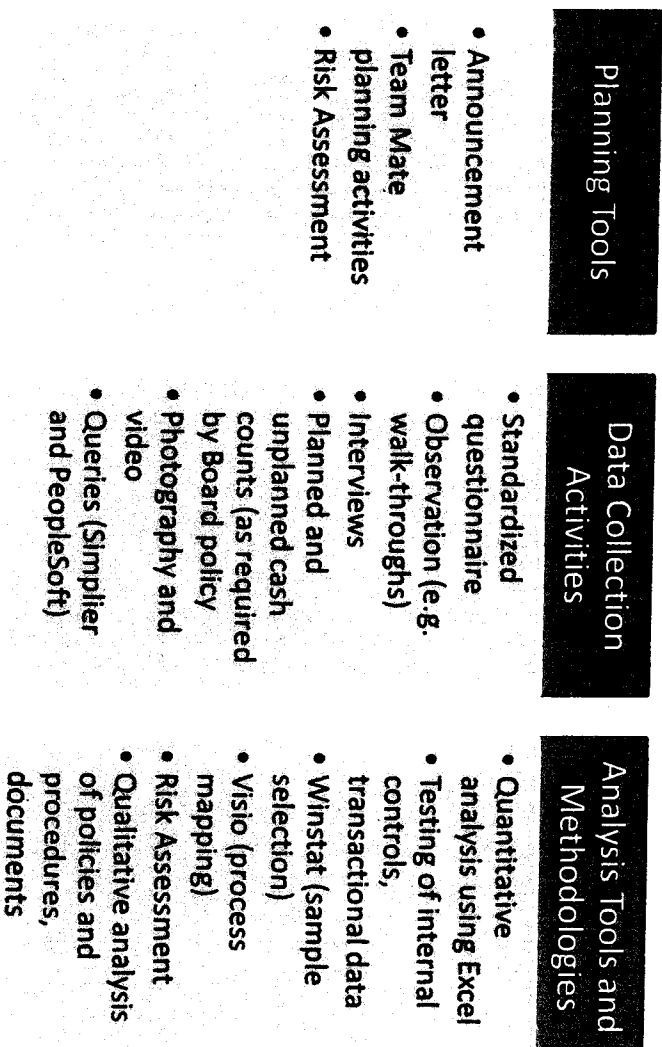 Planning Tools
• Announcement
letter
• Team Mate
planning activities
• Risk Assessment
Data Collection
Activities
• Standardized
questionnaire
• Observation (e.g.
walk-throughs)
• Interviews
• Planned and
unplanned cash
counts (as required
by Board policy
• Photography and
video
• Queries (Simplier
and PeopleSoft)
Analysis Tools and
Methodologies
• Quantitative
analysis using Excel
• Testing of internal
controls,
transactional data
• Winstat (sample
selection)
• Visio (process
mapping)
• Risk Assessment
• Qualitative analysis
of policies and
procedures,
documents